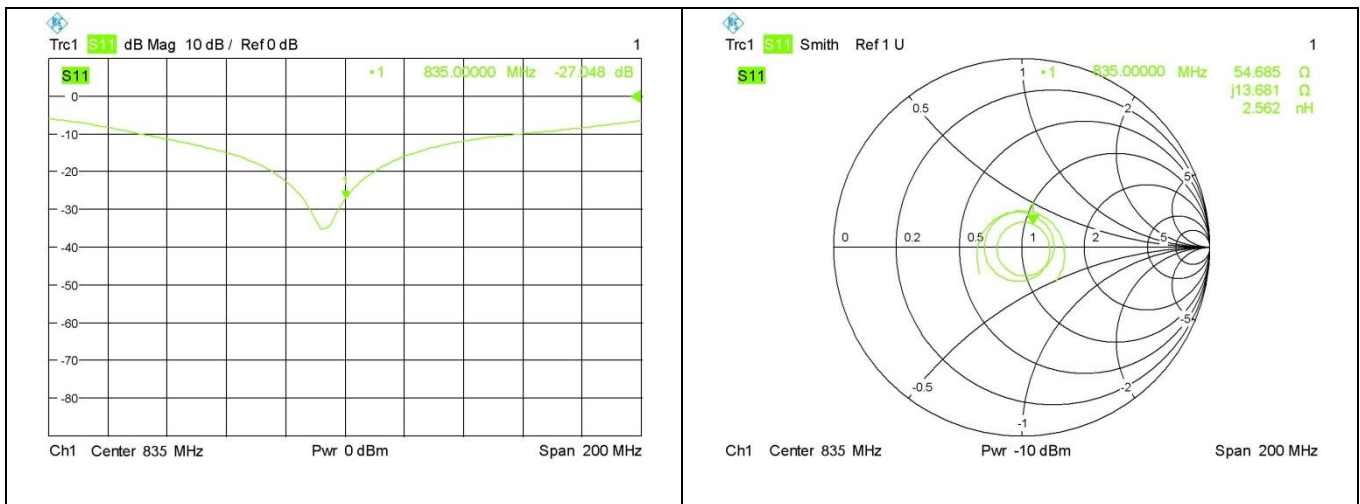 Trc1 S11 dB Mag 10 dB / Ref 0 dB 1
S11 •1 835.00000 MHz -27.048 dB
0
-10
-20
1
-30
-40
-50
-60
-70
-80
Ch1 Center 835 MHz Pwr 0 dBm Span 200 MHz
Trc1 S11 Smith Ref 1 U 1
S11 •1 835.00000 MHz 54.685 Ω
j13.681 Ω
2.562 nH
1
0.5 2
5
1
0 0.2 0.5 1 2 5
-5
-0.5 -2
-1
Ch1 Center 835 MHz Pwr -10 dBm Span 200 MHz